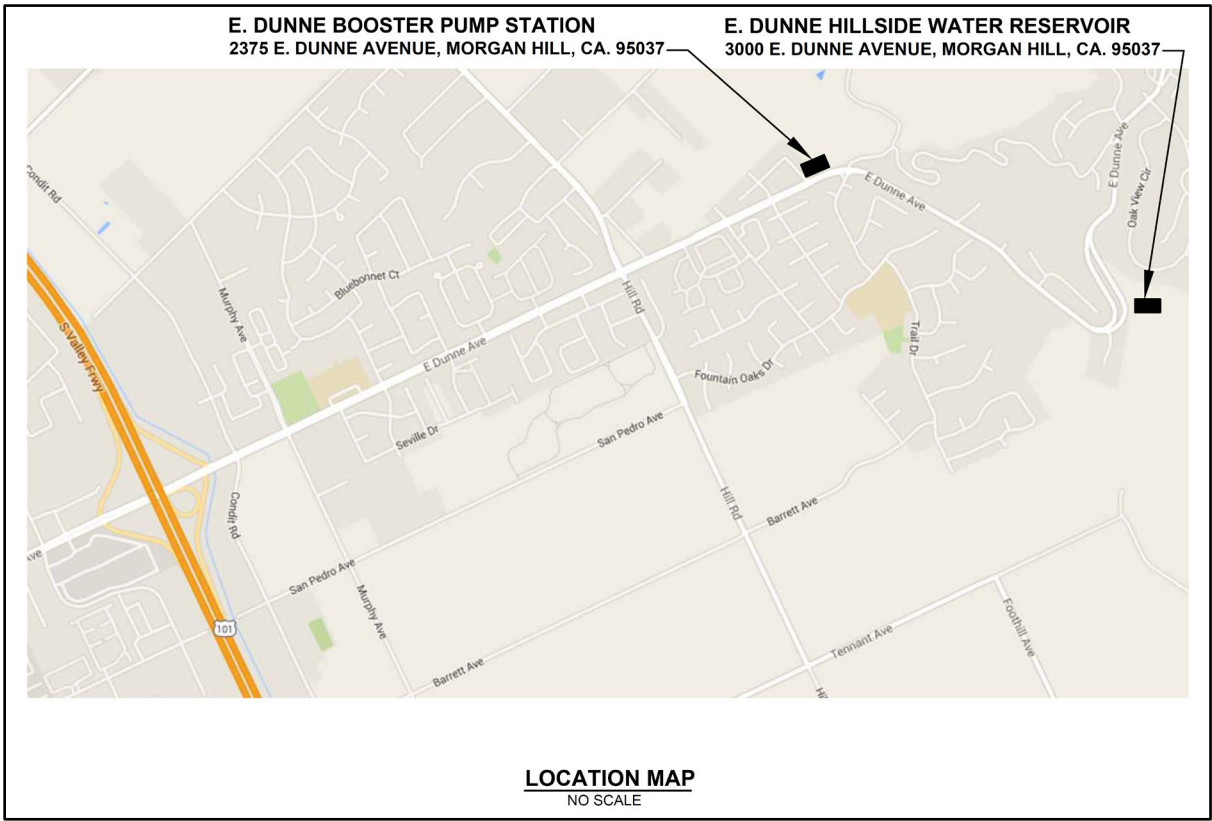 E. DUNNE BOOSTER PUMP STATION
2375 E. DUNNE AVENUE, MORGAN HILL, CA. 95037
E. DUNNE HILLSIDE WATER RESERVOIR
3000 E. DUNNE AVENUE, MORGAN HILL, CA. 95037
Condit Rd
E Dunne Ave
E Dunne Ave
Oak View Cir
Bluebonnet Ct
Murphy Ave
Hill Rd
S Valley Frwy
E Dunne Ave
Trail Dr
Fountain Oaks Dr
Seville Dr
San Pedro Ave
Condit Rd
Hill Rd
Barrett Ave
Ave
San Pedro Ave
Murphy Ave
101
Foothill Ave
Tennant Ave
Barrett Ave
LOCATION MAP
NO SCALE